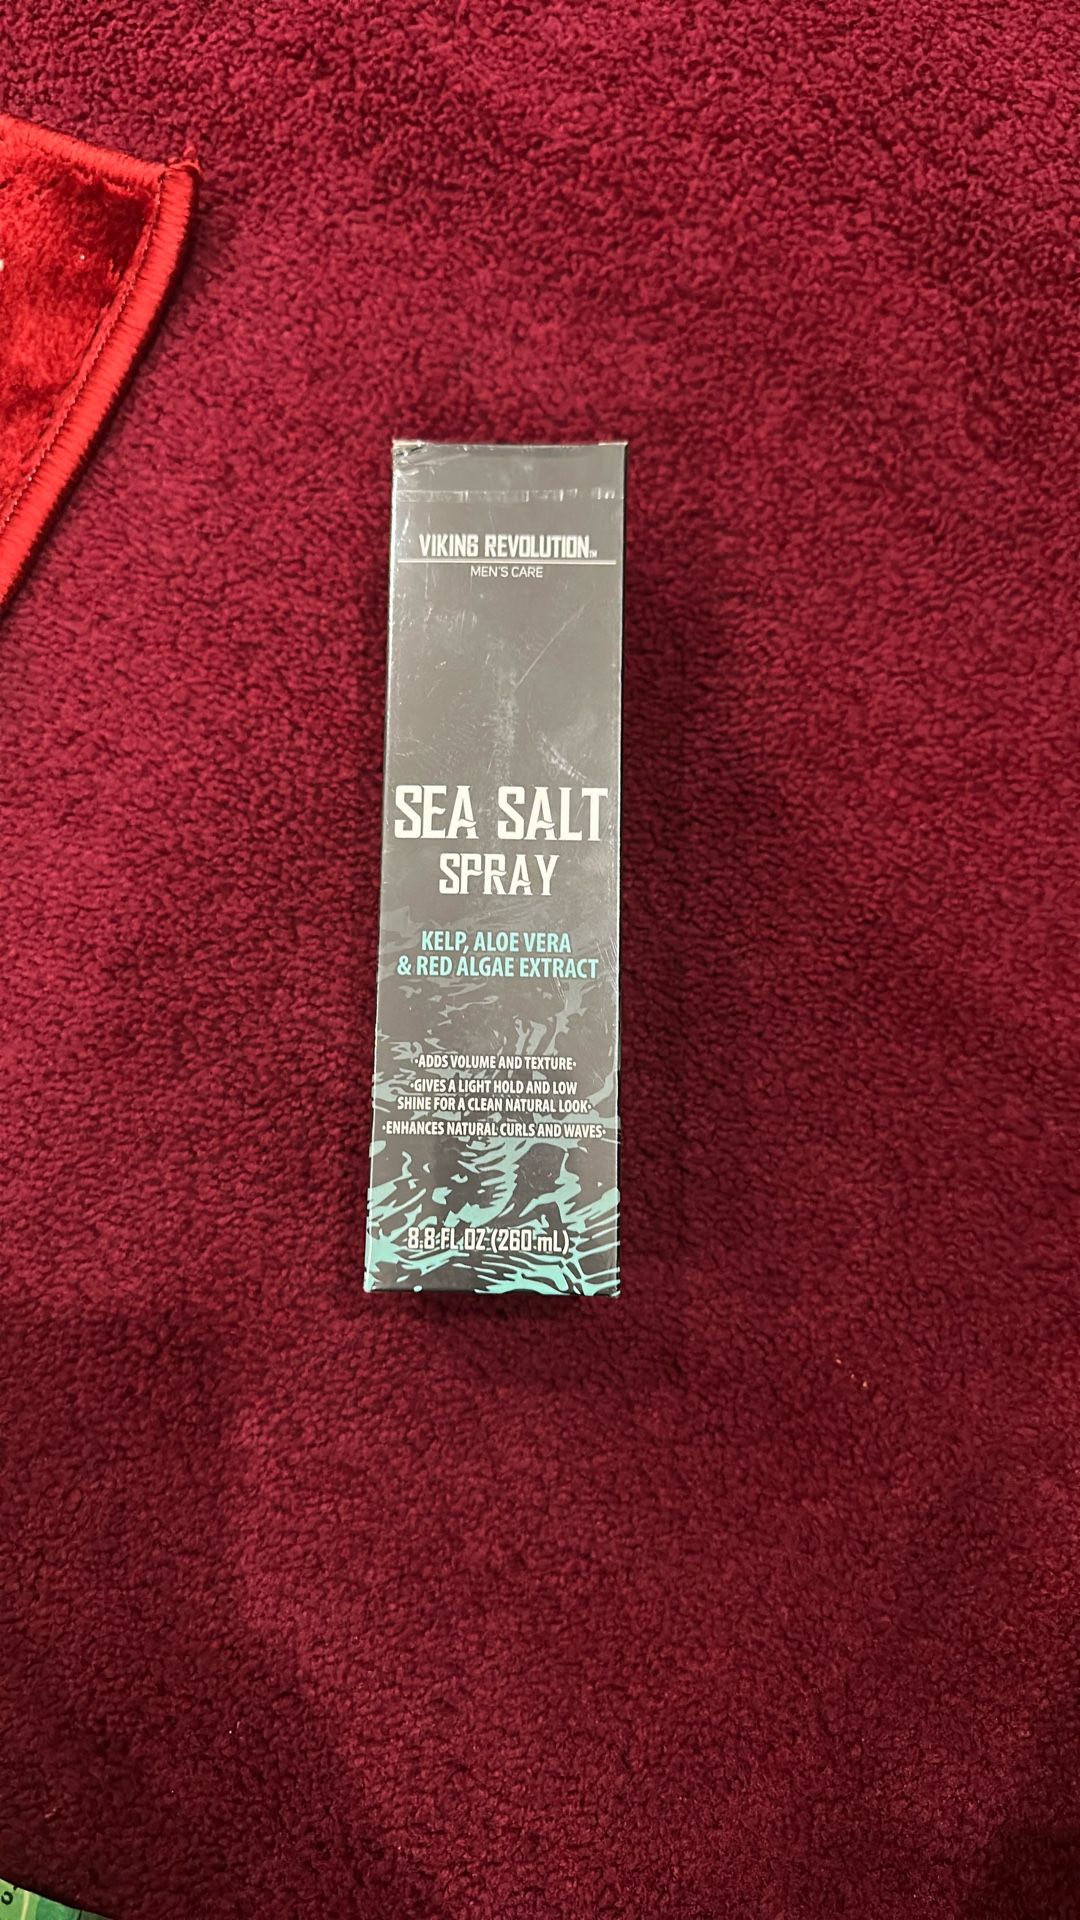 VIKING REVOLUTION™
MEN'S CARE
SEA SALT
SPRAY
KELP, ALOE VERA
& RED ALGAE EXTRACT
•ADDS VOLUME AND TEXTURE•
•GIVES A LIGHT HOLD AND LOW
SHINE FOR A CLEAN NATURAL LOOK•
•ENHANCES NATURAL CURLS AND WAVES•
8.8 FL OZ (260 mL)